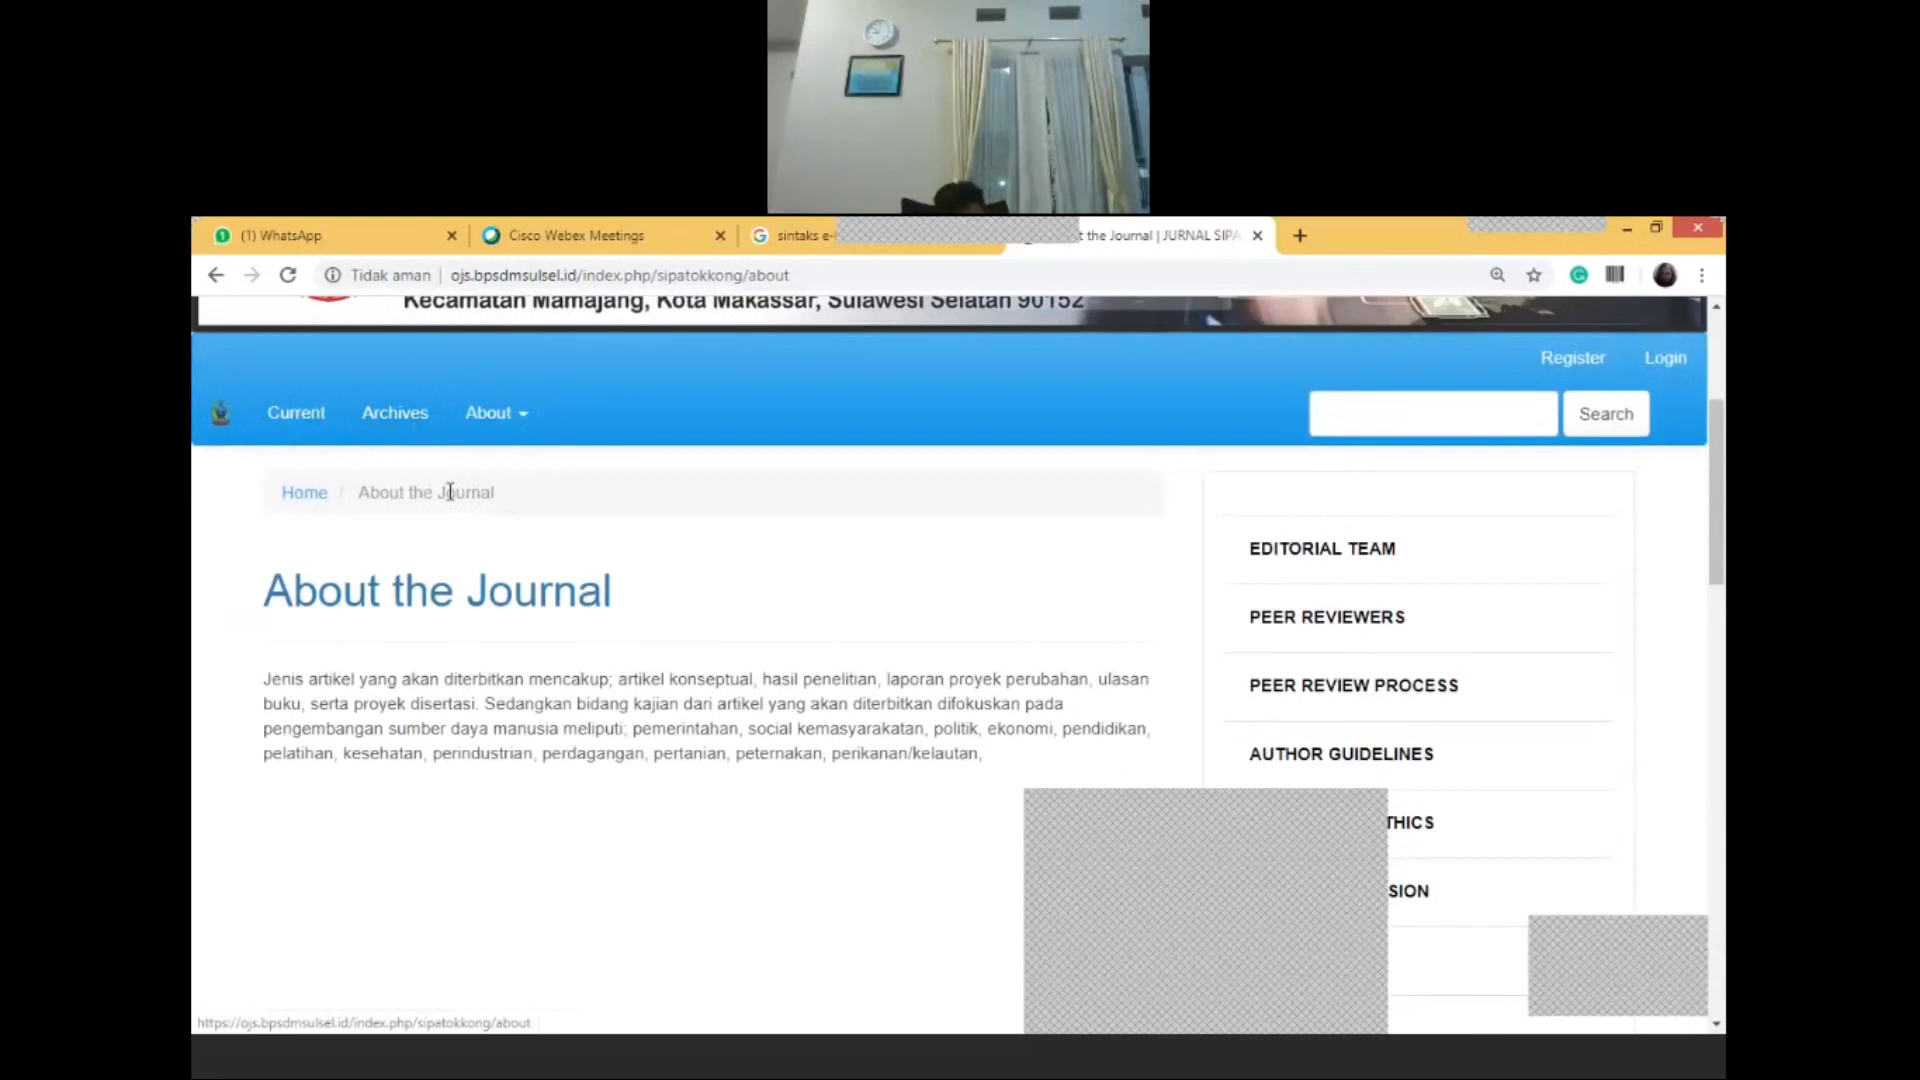 (1) WhatsApp
Cisco Webex Meetings
sintaks e-
t the Journal | JURNAL SIPA
Tidak aman
ojs.bpsdmsulsel.id/index.php/sipatokkong/about
Kecamatan Mamajang, Kota Makassar, Sulawesi Selatan 90152
Register
Login
Current
Archives
About
Search
Home / About the Journal
About the Journal
Jenis artikel yang akan diterbitkan mencakup; artikel konseptual, hasil penelitian, laporan proyek perubahan, ulasan
buku, serta proyek disertasi. Sedangkan bidang kajian dari artikel yang akan diterbitkan difokuskan pada
pengembangan sumber daya manusia meliputi; pemerintahan, social kemasyarakatan, politik, ekonomi, pendidikan,
pelatihan, kesehatan, perindustrian, perdagangan, pertanian, peternakan, perikanan/kelautan,
EDITORIAL TEAM
PEER REVIEWERS
PEER REVIEW PROCESS
AUTHOR GUIDELINES
THICS
SION
https://ojs.bpsdmsulsel.id/index.php/sipatokkong/about